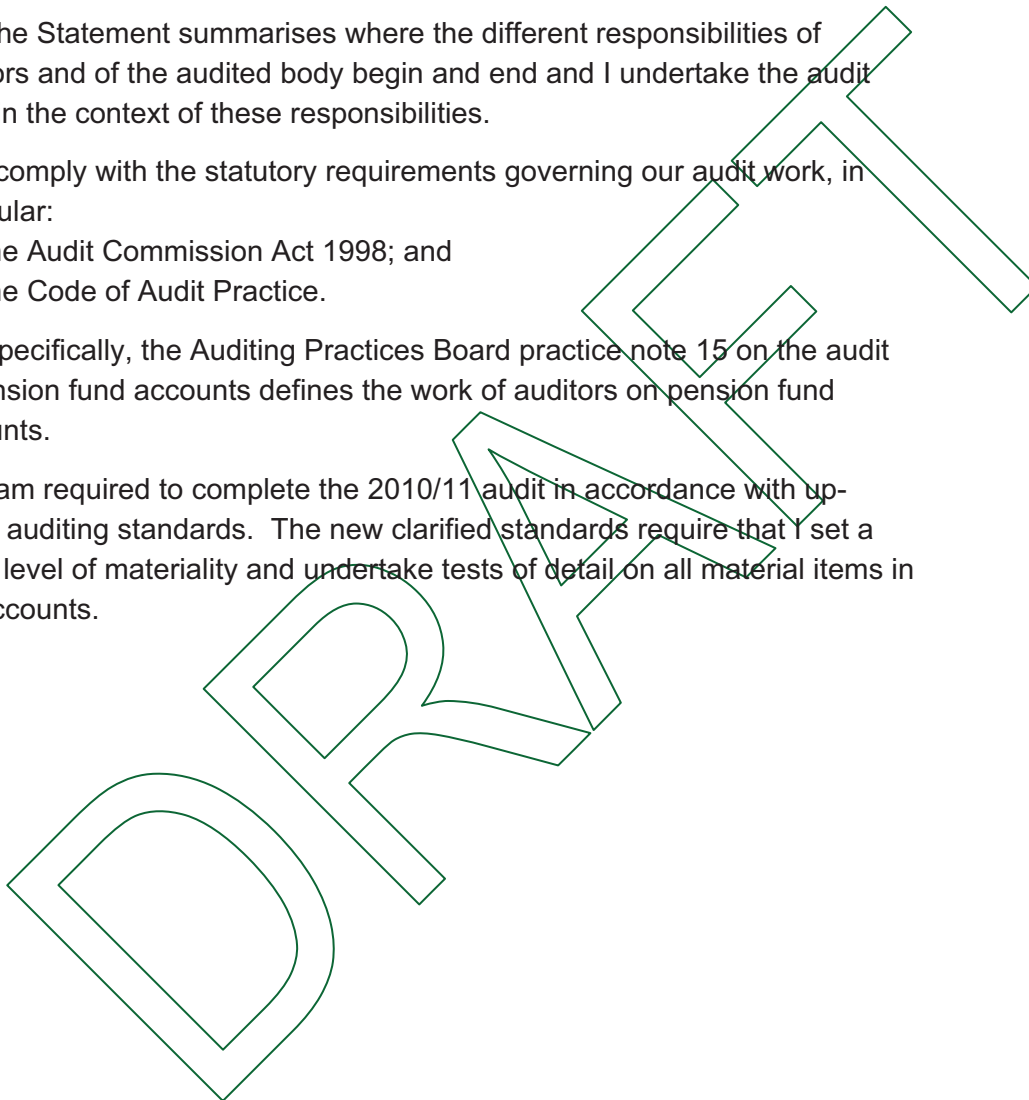 he Statement summarises where the different responsibilities of
ors and of the audited body begin and end and I undertake the audit
n the context of these responsibilities.
comply with the statutory requirements governing our audit work, in
ular:
e Audit Commission Act 1998; and
e Code of Audit Practice.
pecifically, the Auditing Practices Board practice note 15 on the audit
nsion fund accounts defines the work of auditors on pension fund
unts.
am required to complete the 2010/11 audit in accordance with up-
auditing standards.  The new clarified standards require that I set a
level of materiality and undertake tests of detail on all material items in
ccounts.
DRAFT